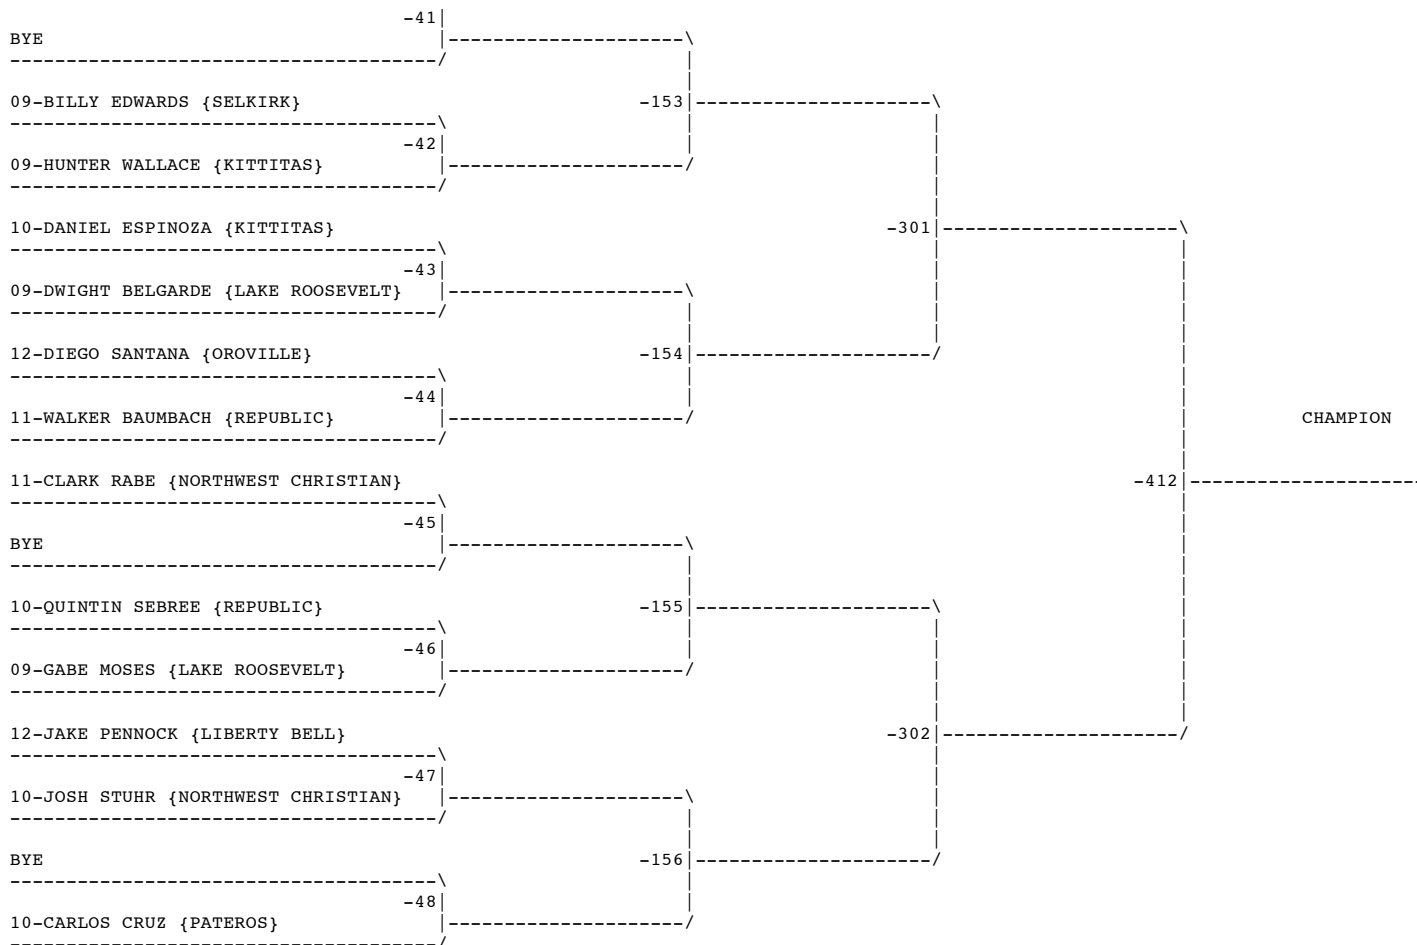 -41
BYE
09-BILLY EDWARDS {SELKIRK}
-153
-42
09-HUNTER WALLACE {KITTITAS}
10-DANIEL ESPINOZA {KITTITAS}
-301
-43
09-DWIGHT BELGARDE {LAKE ROOSEVELT}
12-DIEGO SANTANA {OROVILLE}
-154
-44
11-WALKER BAUMBACH {REPUBLIC}
CHAMPION
11-CLARK RABE {NORTHWEST CHRISTIAN}
-412
-45
BYE
10-QUINTIN SEBREE {REPUBLIC}
-155
-46
09-GABE MOSES {LAKE ROOSEVELT}
12-JAKE PENNOCK {LIBERTY BELL}
-302
-47
10-JOSH STUHR {NORTHWEST CHRISTIAN}
BYE
-156
-48
10-CARLOS CRUZ {PATEROS}